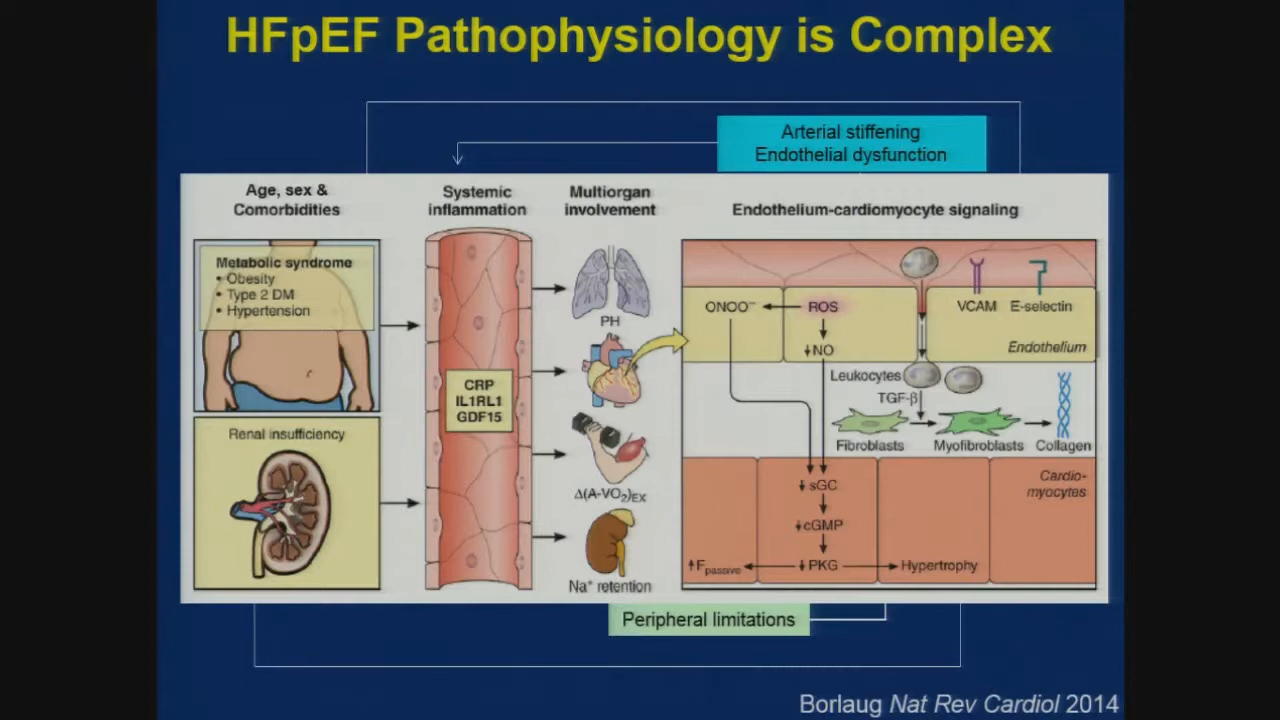 HFpEF Pathophysiology is Complex
Arterial stiffening
Endothelial dysfunction
Age, sex &
Comorbidities
Systemic
inflammation
Multiorgan
involvement
Endothelium-cardiomyocyte signaling
Metabolic syndrome
• Obesity
• Type 2 DM
• Hypertension
Renal insufficiency
CRP
IL1RL1
GDF15
PH
Δ(A-VO₂)EX
Na⁺ retention
ONOO⁻
ROS
↓NO
VCAM
E-selectin
Endothelium
Leukocytes
TGF-β
Fibroblasts
Myofibroblasts
Collagen
Cardio-
myocytes
↓sGC
↓cGMP
↑Fpassive
↓PKG
Hypertrophy
Peripheral limitations
Borlaug Nat Rev Cardiol 2014